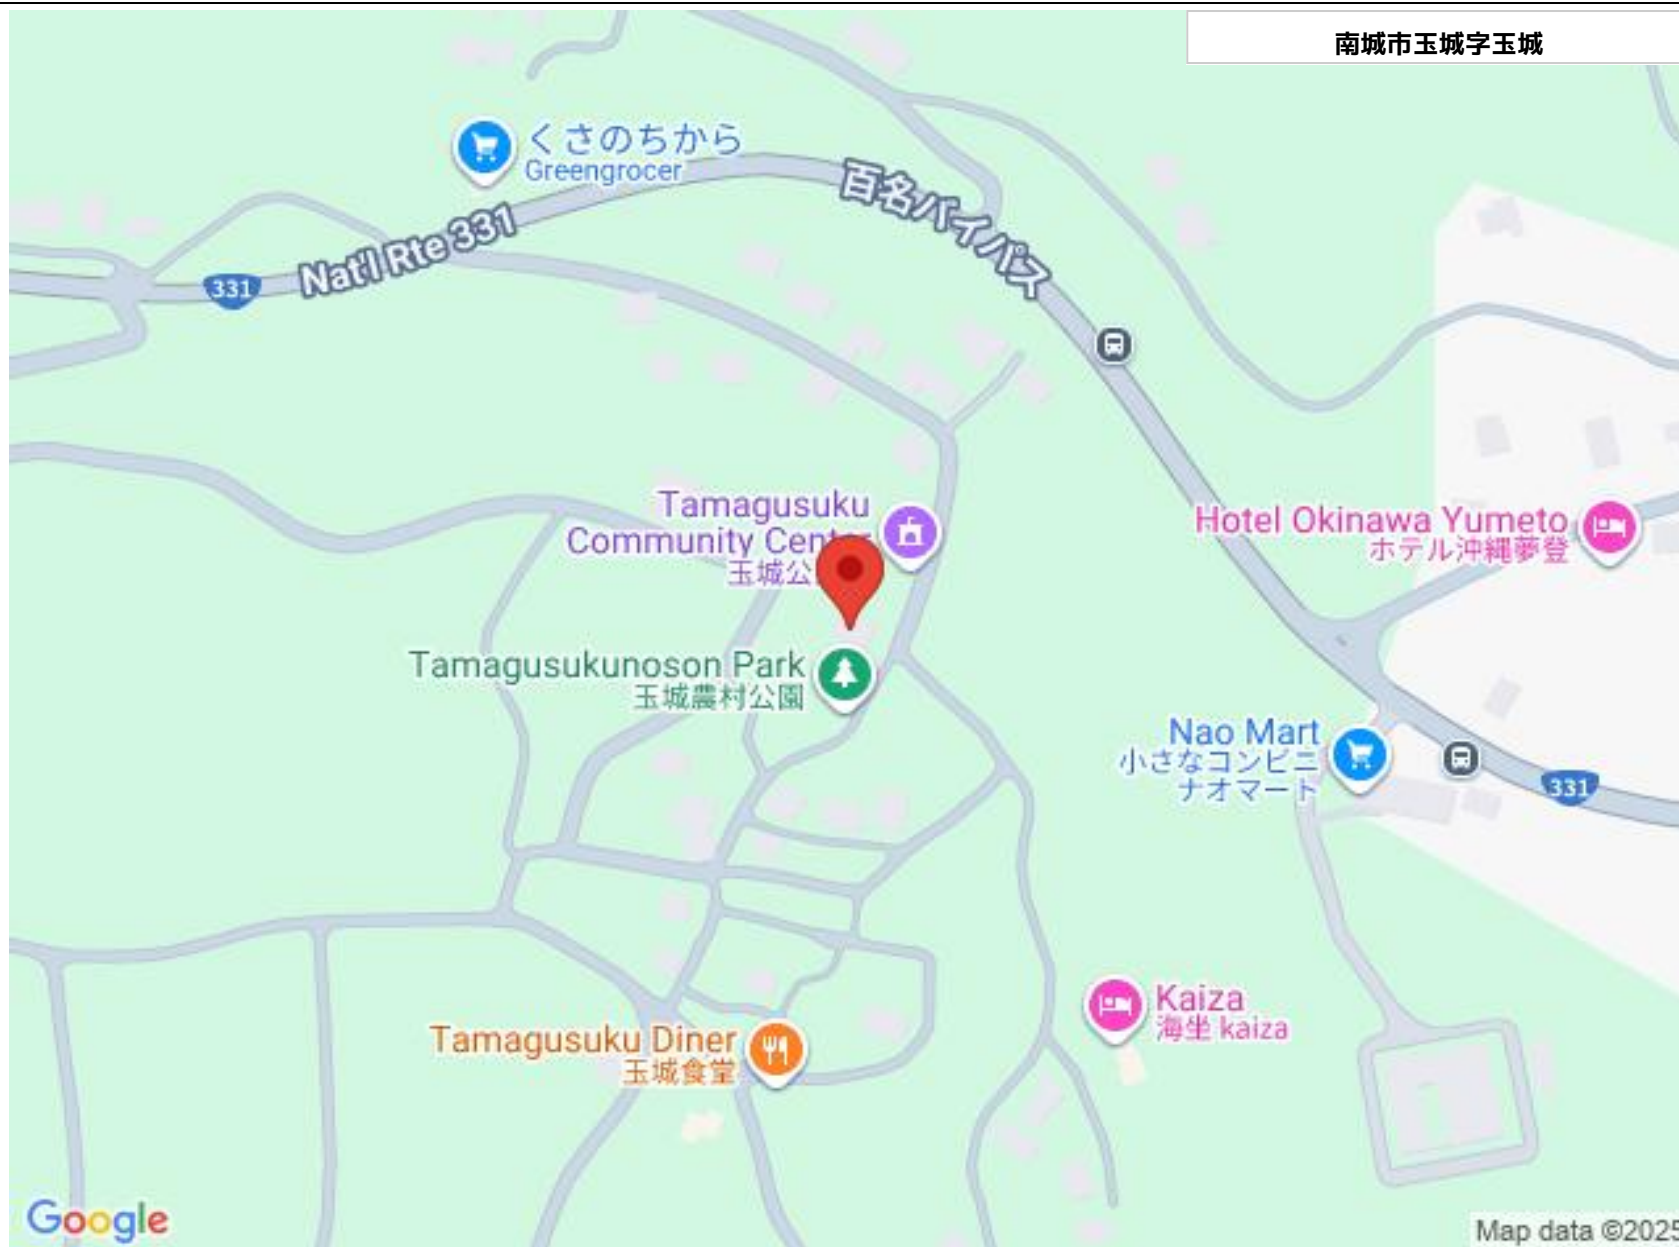 南城市玉城字玉城
くさのちから
Greengrocer
百名バイパス
Nat'l Rte 331
331
Tamagusuku
Community Center
玉城公
Hotel Okinawa Yumeto
ホテル沖縄夢登
Tamagusukunoson Park
玉城農村公園
Nao Mart
小さなコンビニ
ナオマート
331
Kaiza
海坐 kaiza
Tamagusuku Diner
玉城食堂
Google
Map data ©2025